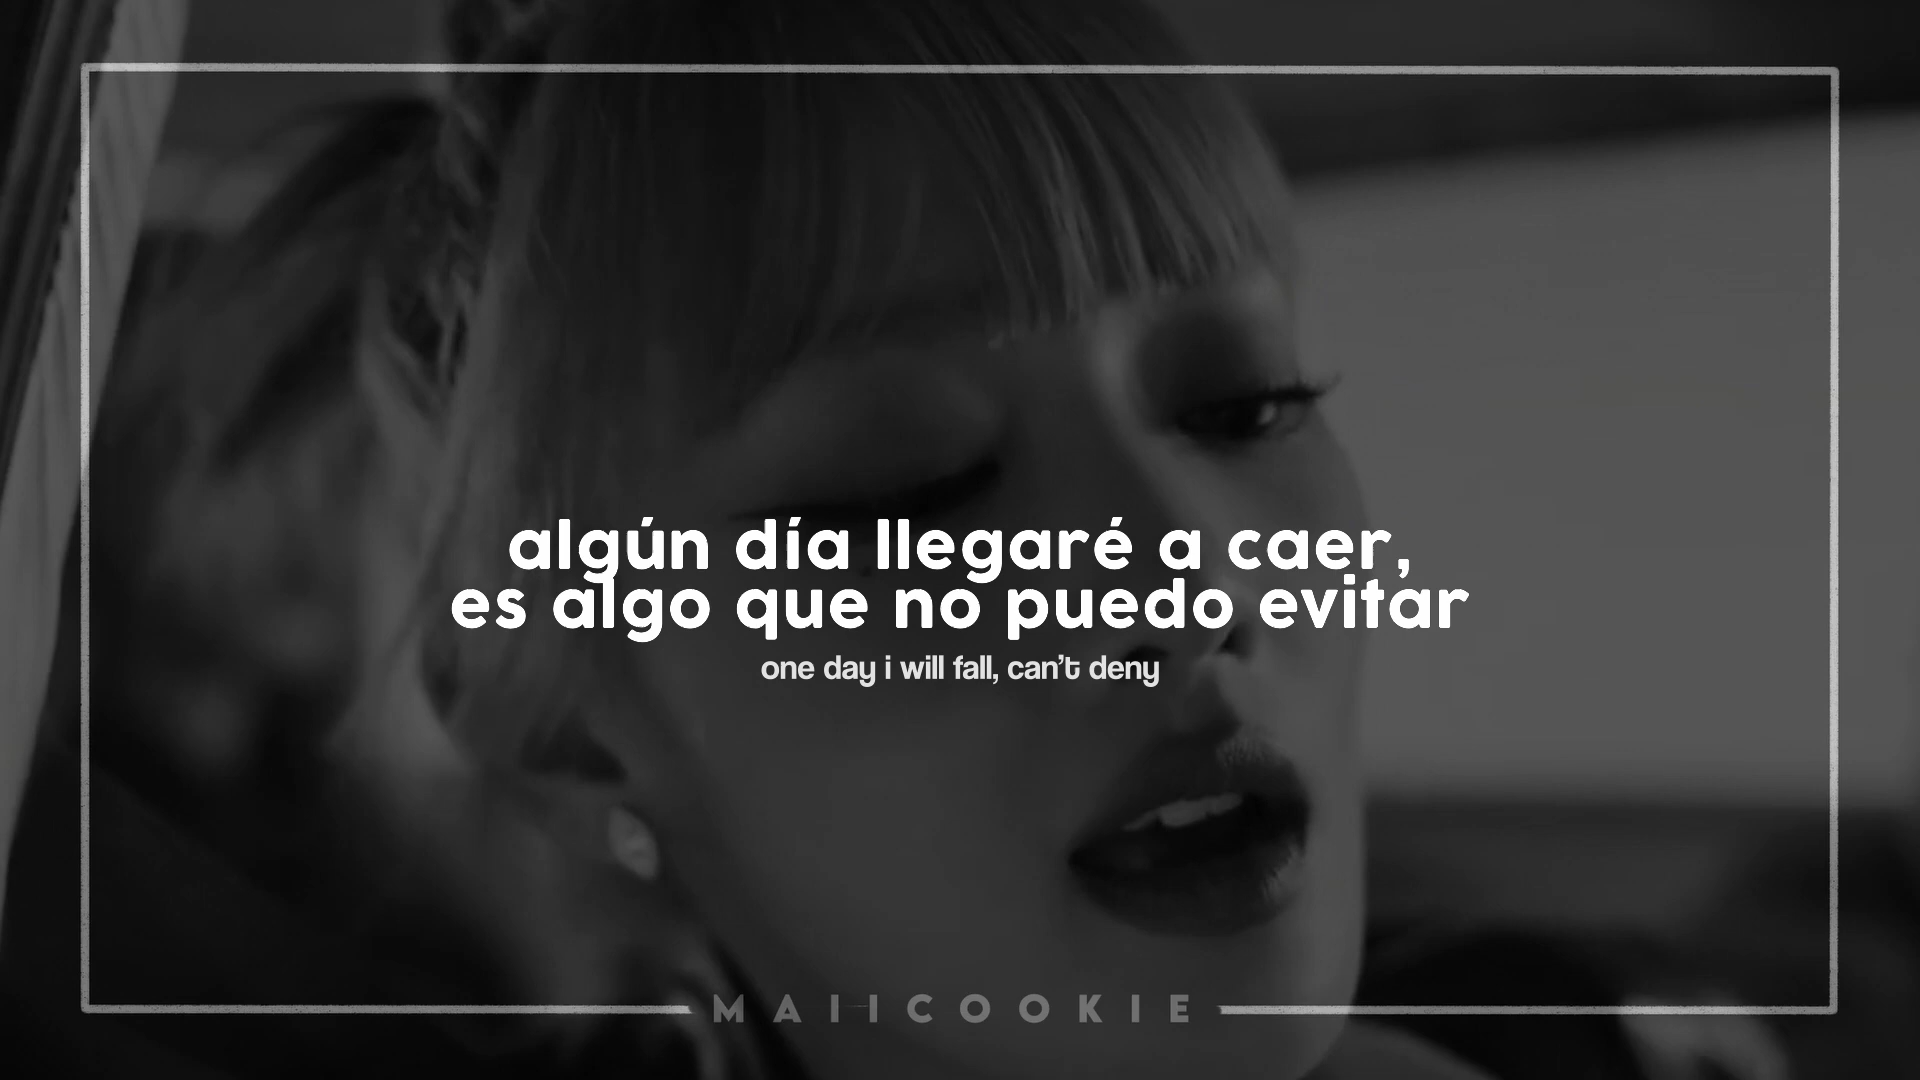 algún día llegaré a caer,
es algo que no puedo evitar
one day i will fall, can't deny
MAIICOOKIE